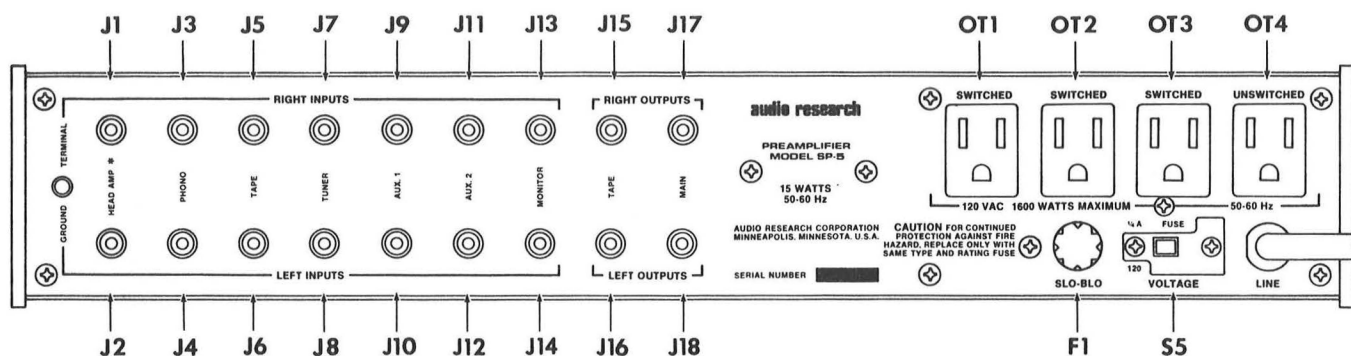 J1 J3 J5 J7 J9 J11 J13 J15 J17 OT1 OT2 OT3 OT4
RIGHT INPUTS
RIGHT OUTPUTS
GROUND TERMINAL
HEAD AMP *
PHONO
TAPE
TUNER
AUX. 1
AUX. 2
MONITOR
TAPE
MAIN
LEFT INPUTS
LEFT OUTPUTS
audio research
PREAMPLIFIER
MODEL SP-5
15 WATTS
50-60 Hz
AUDIO RESEARCH CORPORATION
MINNEAPOLIS, MINNESOTA, U.S.A.
SERIAL NUMBER
SWITCHED SWITCHED SWITCHED UNSWITCHED
120 VAC 1600 WATTS MAXIMUM 50-60 Hz
CAUTION FOR CONTINUED
PROTECTION AGAINST FIRE
HAZARD, REPLACE ONLY WITH
SAME TYPE AND RATING FUSE
SLO-BLO
A FUSE
120
VOLTAGE
LINE
J2 J4 J6 J8 J10 J12 J14 J16 J18 F1 S5